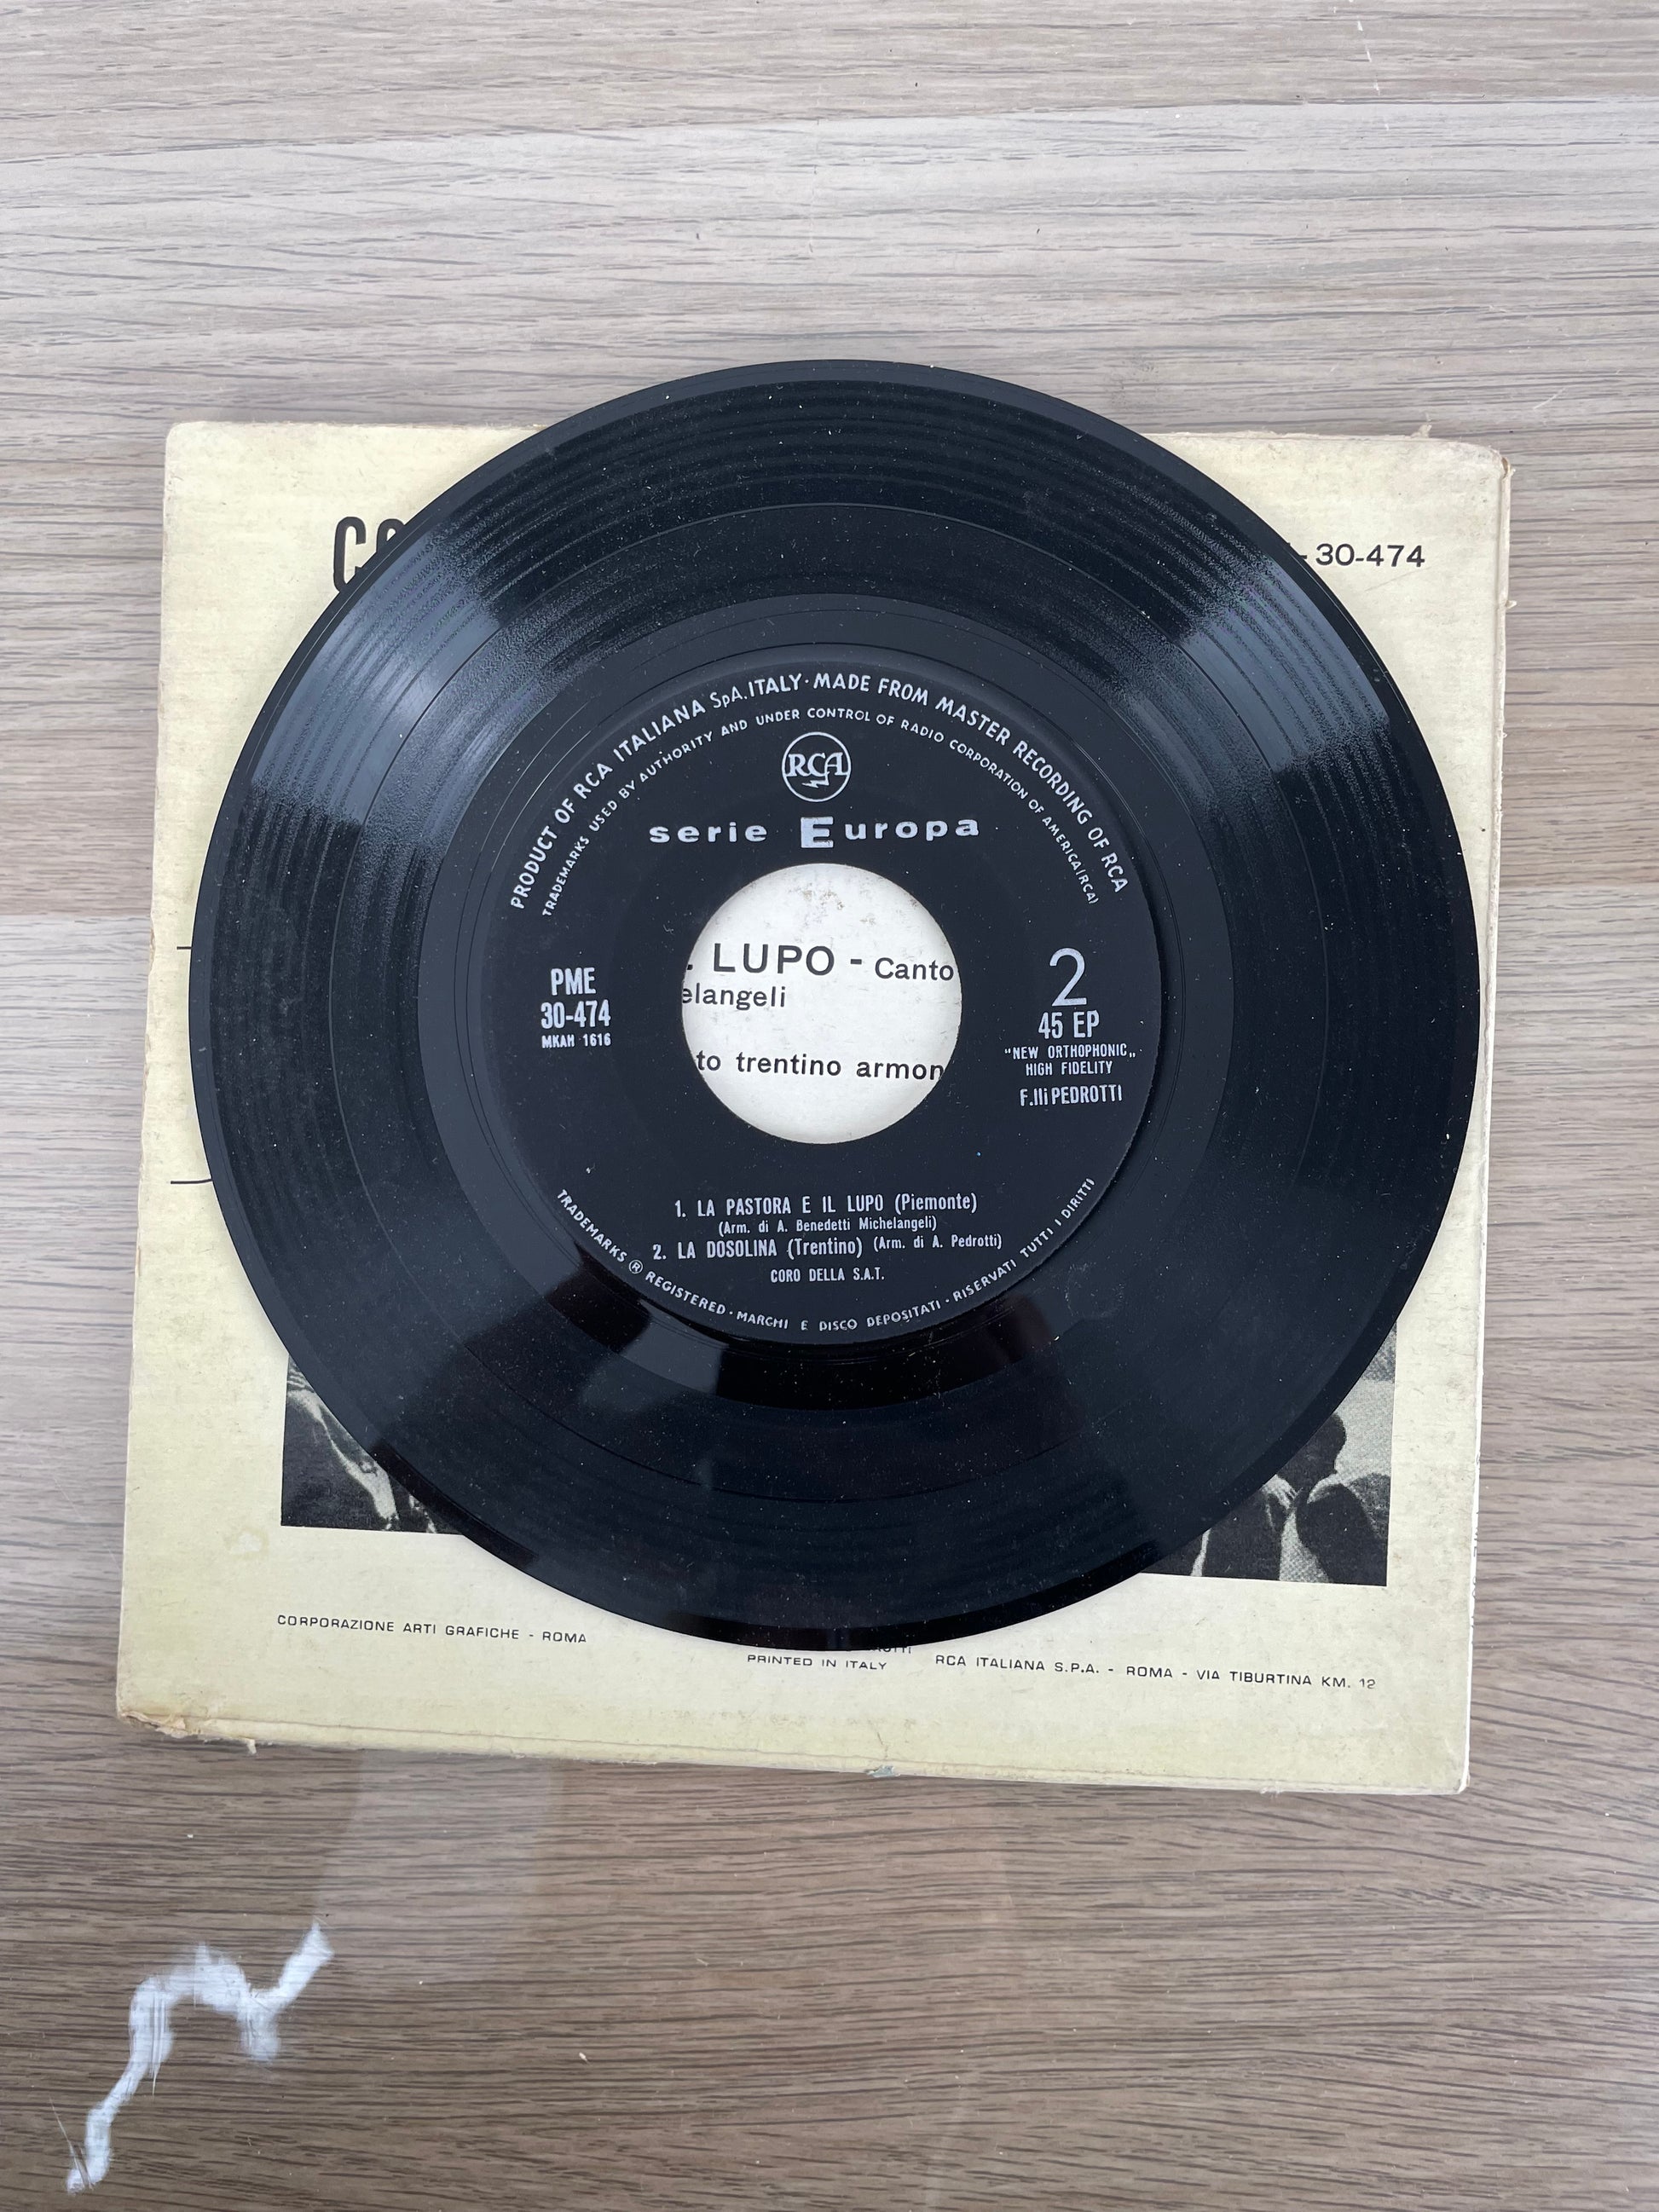 30-474
PRODUCT OF RCA ITALIANA SpA. ITALY · MADE FROM MASTER RECORDING OF RCA
TRADEMARKS USED BY AUTHORITY AND UNDER CONTROL OF RADIO CORPORATION OF AMERICA (RCA)
RCA
serie Europa
LUPO - Canto
elangeli
to trentino armon
PME
30-474
MKAH 1616
2
45 EP
"NEW ORTHOPHONIC„
HIGH FIDELITY
F.lli PEDROTTI
1. LA PASTORA E IL LUPO (Piemonte)
(Arm. di A. Benedetti Michelangeli)
2. LA DOSOLINA (Trentino) (Arm. di A. Pedrotti)
CORO DELLA S.A.T.
TRADEMARKS ® REGISTERED · MARCHI E DISCO DEPOSITATI · RISERVATI TUTTI I DIRITTI
CORPORAZIONE ARTI GRAFICHE - ROMA
PRINTED IN ITALY
RCA ITALIANA S.P.A. - ROMA - VIA TIBURTINA KM. 12